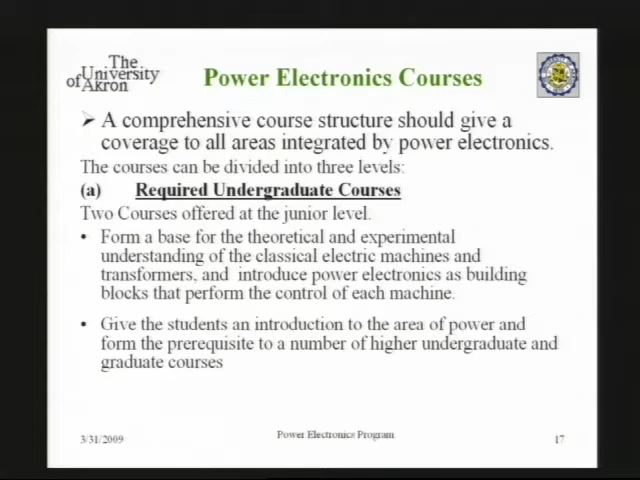 The
University
of Akron
Power Electronics Courses
➢ A comprehensive course structure should give a
coverage to all areas integrated by power electronics.
The courses can be divided into three levels:
(a) Required Undergraduate Courses
Two Courses offered at the junior level.
• Form a base for the theoretical and experimental
understanding of the classical electric machines and
transformers, and introduce power electronics as building
blocks that perform the control of each machine.
• Give the students an introduction to the area of power and
form the prerequisite to a number of higher undergraduate and
graduate courses
3/31/2009
Power Electronics Program
17